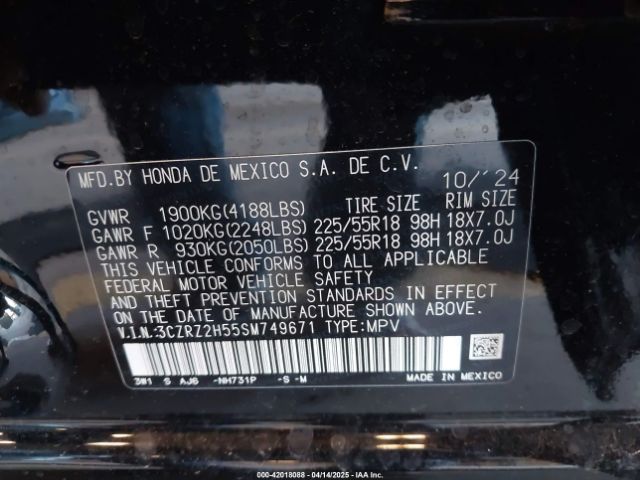 MFD.BY HONDA DE MEXICO S.A. DE C.V. 10/'24
TIRE SIZE RIM SIZE
GVWR 1900KG(4188LBS)
GAWR F 1020KG(2248LBS) 225/55R18 98H 18X7.0J
GAWR R 930KG(2050LBS) 225/55R18 98H 18X7.0J
THIS VEHICLE CONFORMS TO ALL APPLICABLE
FEDERAL MOTOR VEHICLE SAFETY
AND THEFT PREVENTION STANDARDS IN
EFFECT ON THE DATE OF MANUFACTURE SHOWN ABOVE.
V.I.N.:3CZRZ2H55SM749671 TYPE:MPV
3W1 S AJ6 -NH731P -S -M MADE IN MEXICO
000-42018088 - 04/14/2025 - IAA Inc.